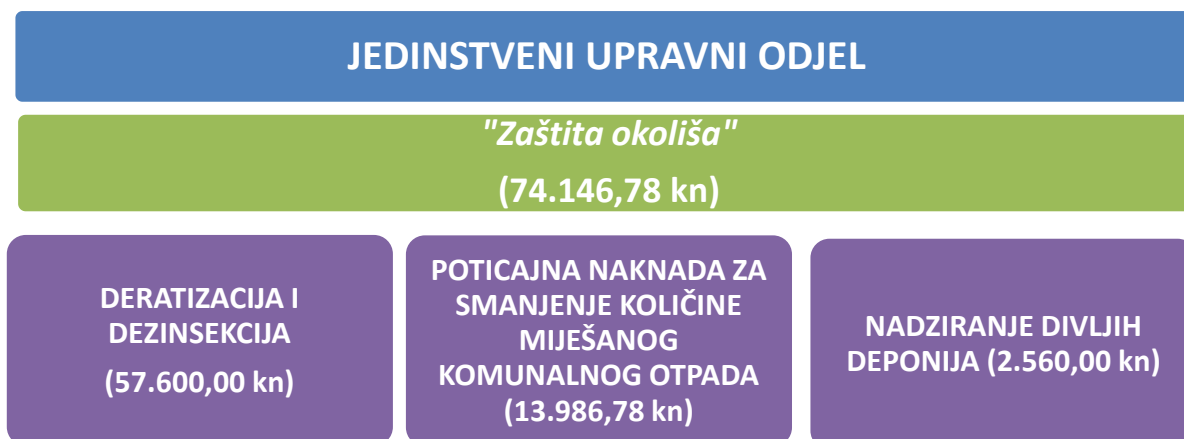 JEDINSTVENI UPRAVNI ODJEL
"Zaštita okoliša"
(74.146,78 kn)
DERATIZACIJA I
DEZINSEKCIJA
(57.600,00 kn)
POTICAJNA NAKNADA ZA
SMANJENJE KOLIČINE
MIJEŠANOG
KOMUNALNOG OTPADA
(13.986,78 kn)
NADZIRANJE DIVLJIH
DEPONIJA (2.560,00 kn)